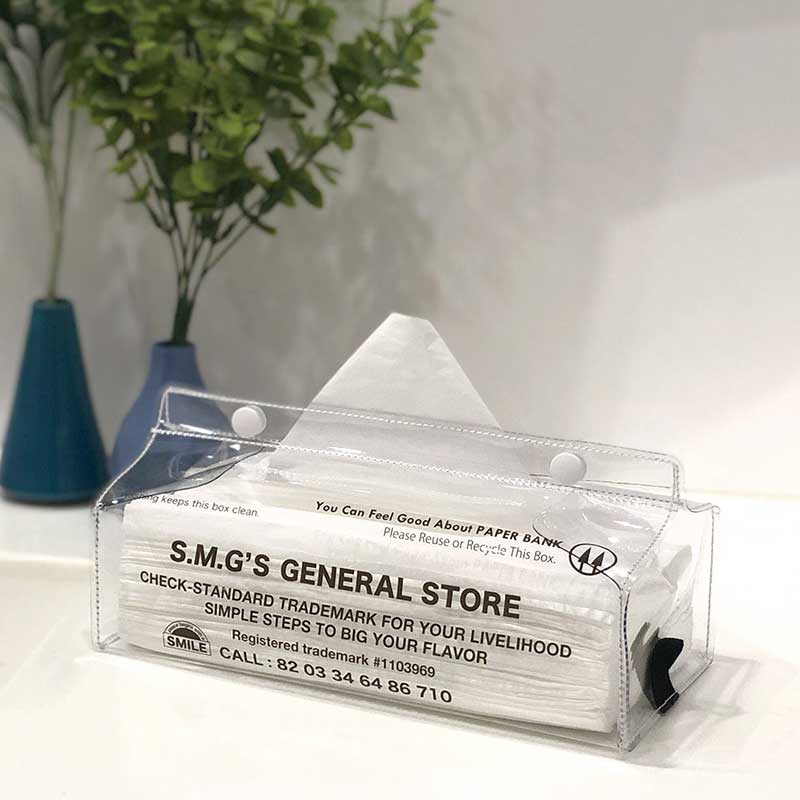 keeps this box clean.
You Can Feel Good About PAPER BANK
Please Reuse or Recycle This Box.
S.M.G'S GENERAL STORE
CHECK-STANDARD TRADEMARK FOR YOUR LIVELIHOOD
SIMPLE STEPS TO BIG YOUR FLAVOR
Registered trademark #1103969
SMILE
CALL : 82 03 34 64 86 710